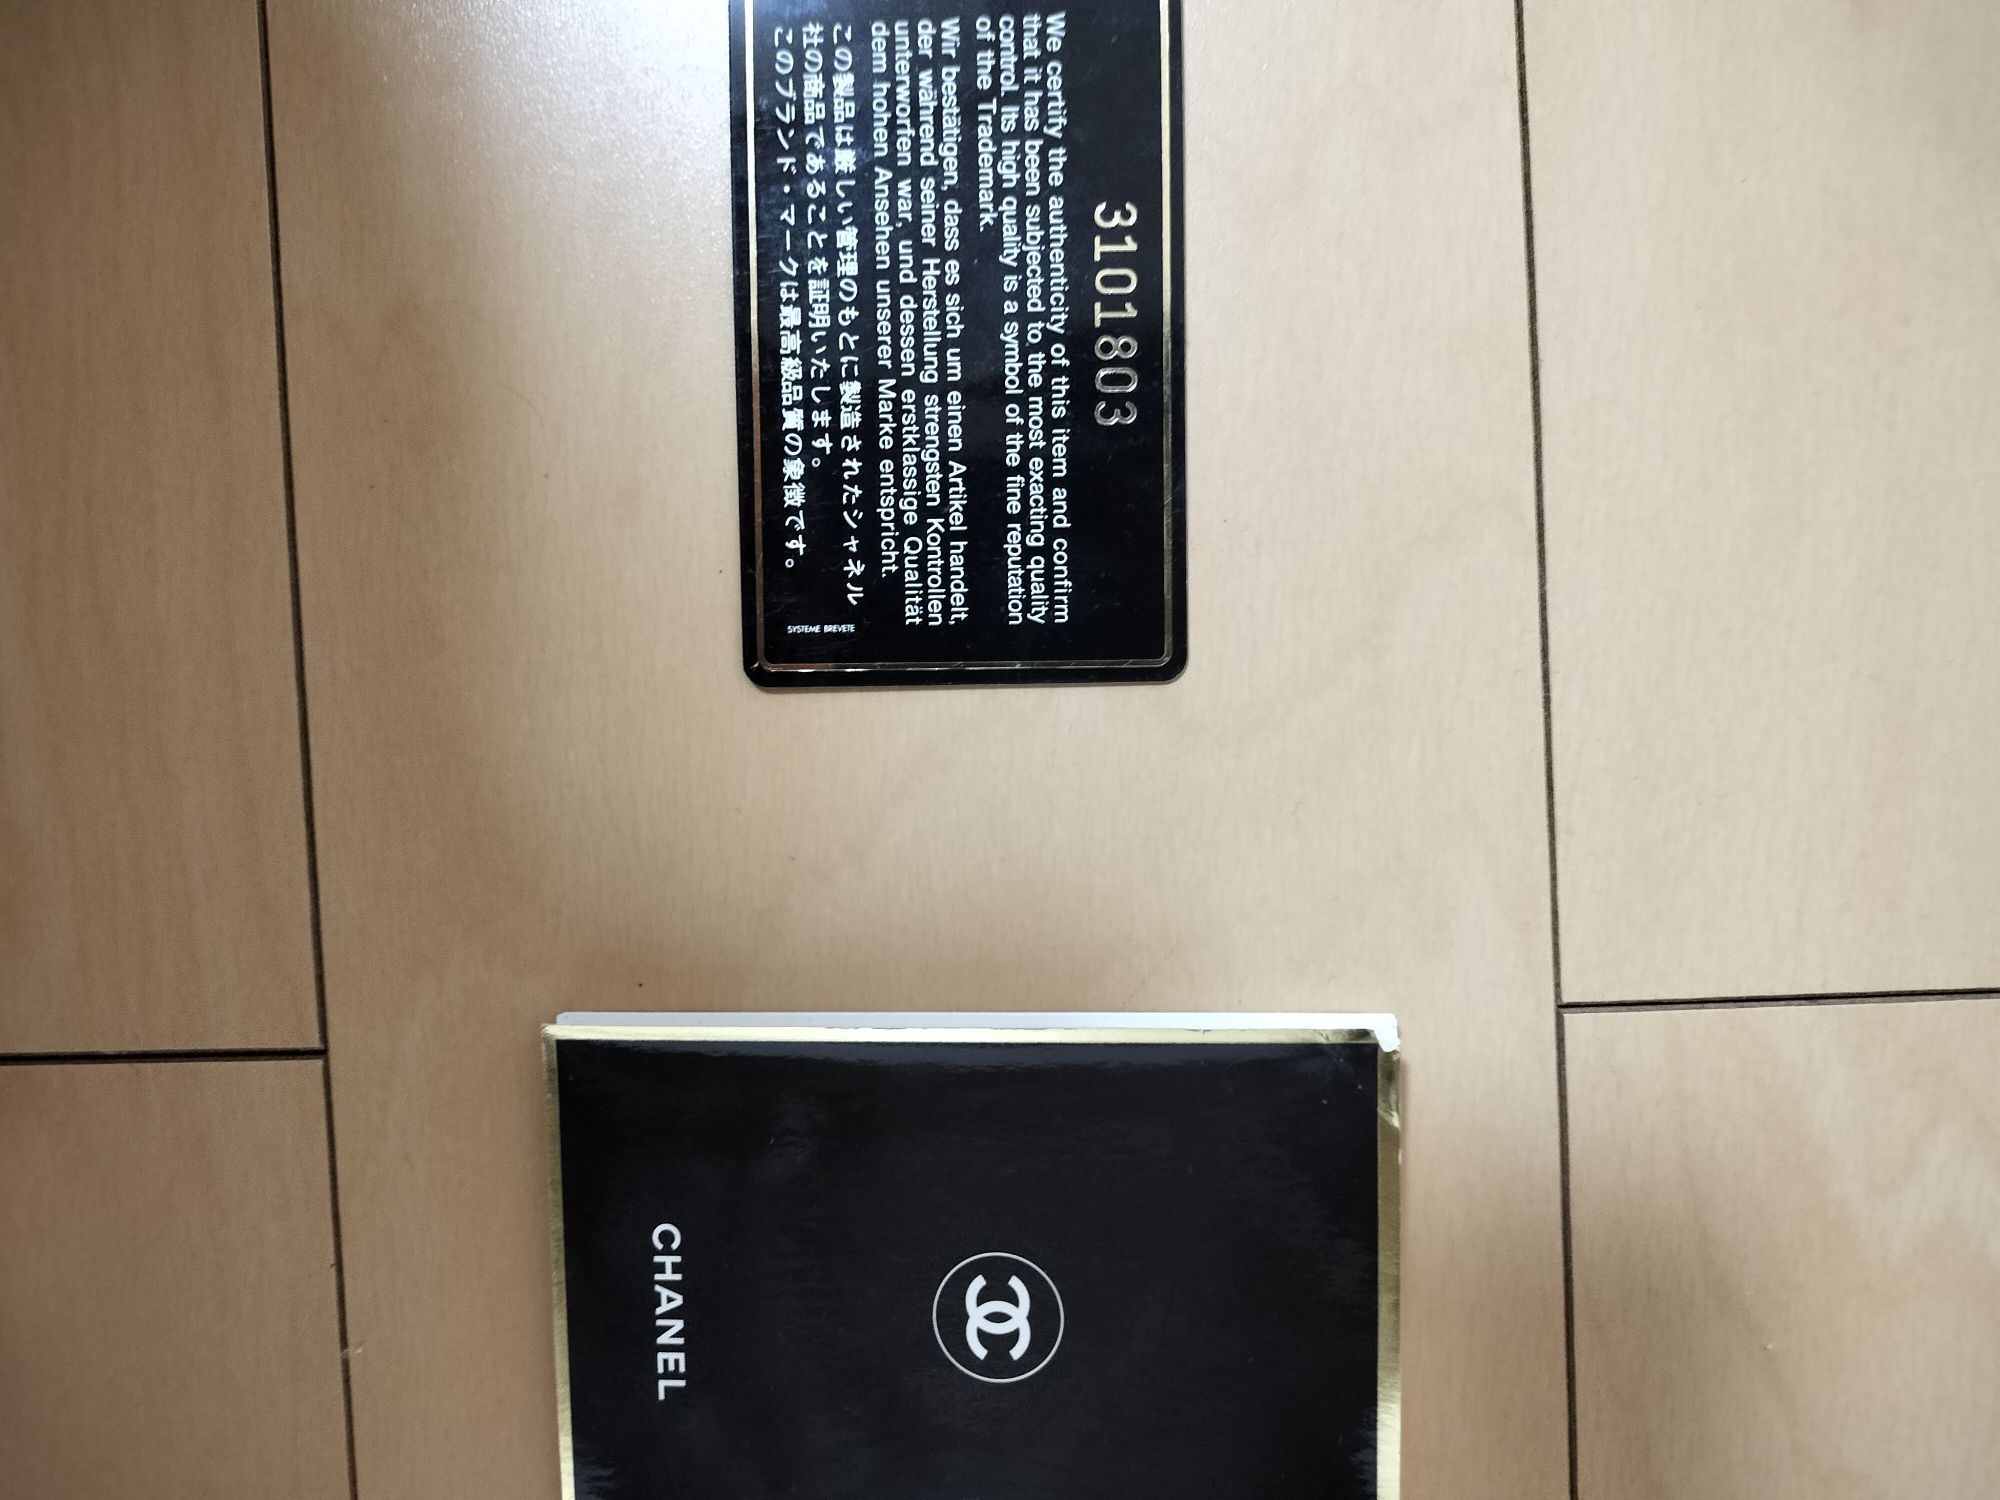 3101803
We certify the authenticity of this item and confirm
that it has been subjected to the most exacting quality
control. Its high quality is a symbol of the fine reputation
of the Trademark.
Wir bestätigen, dass es sich um einen Artikel handelt,
der während seiner Herstellung strengsten Kontrollen
unterworfen war, und dessen erstklassige Qualität
dem hohen Ansehen unserer Marke entspricht.
この製品は厳しい管理のもとに製造されたシャネル
社の商品であることを証明いたします。
このブランド・マークは最高級品質の象徴です。
SYSTEME BREVETE
CHANEL